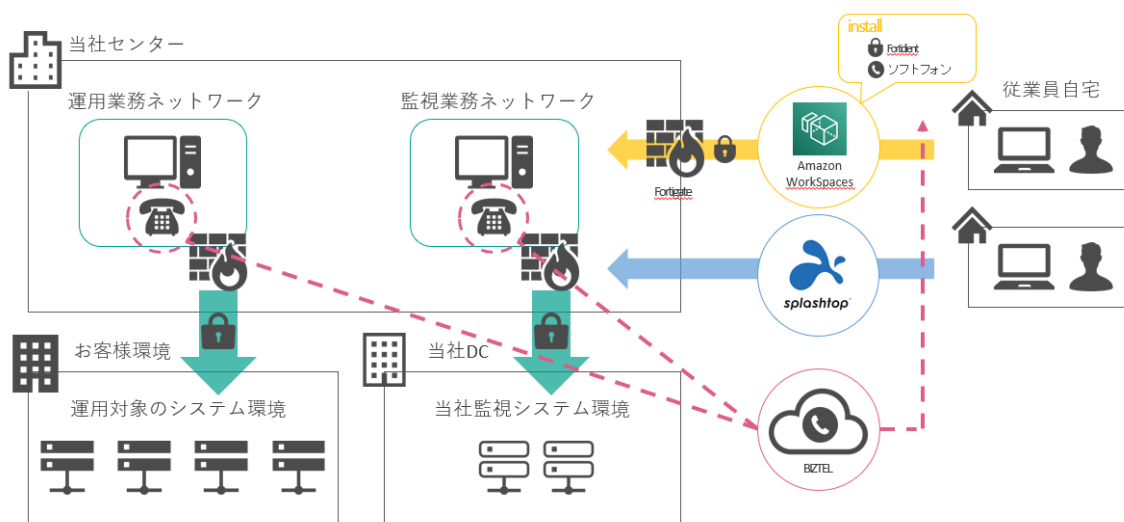 当社センター
運用業務ネットワーク
監視業務ネットワーク
install
Forticlient
ソフトフォン
従業員自宅
Amazon
WorkSpaces
Fortigate
splashtop
お客様環境
当社DC
運用対象のシステム環境
当社監視システム環境
BIZTEL